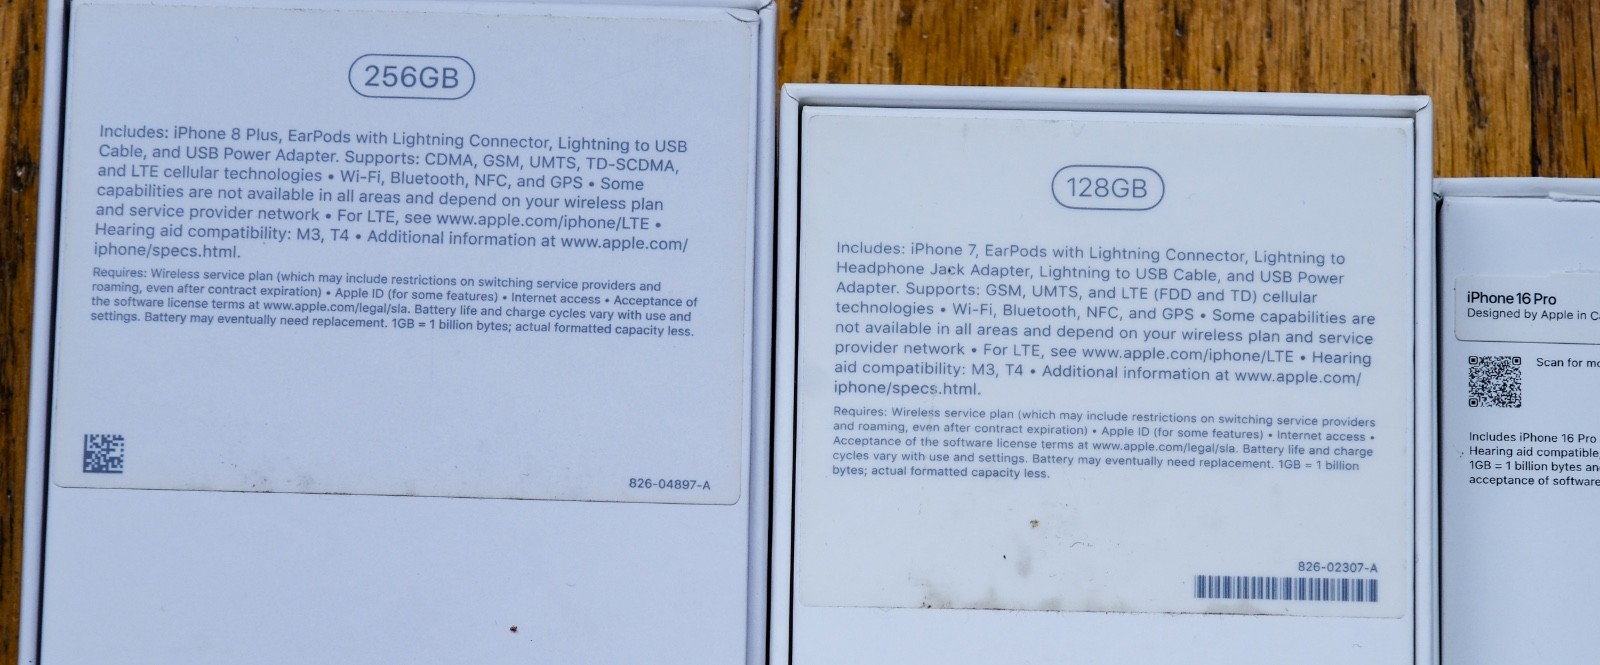 256GB
Includes: iPhone 8 Plus, EarPods with Lightning Connector, Lightning to USB
Cable, and USB Power Adapter. Supports: CDMA, GSM, UMTS, TD-SCDMA,
and LTE cellular technologies • Wi-Fi, Bluetooth, NFC, and GPS • Some
capabilities are not available in all areas and depend on your wireless plan
and service provider network • For LTE, see www.apple.com/iphone/LTE •
Hearing aid compatibility: M3, T4 • Additional information at www.apple.com/
iphone/specs.html.
Requires: Wireless service plan (which may include restrictions on switching service providers and
roaming, even after contract expiration) • Apple ID (for some features) • Internet access • Acceptance of
the software license terms at www.apple.com/legal/sla. Battery life and charge cycles vary with use and
settings. Battery may eventually need replacement. 1GB = 1 billion bytes; actual formatted capacity less.
826-04897-A
128GB
Includes: iPhone 7, EarPods with Lightning Connector, Lightning to
Headphone Jack Adapter, Lightning to USB Cable, and USB Power
Adapter. Supports: GSM, UMTS, and LTE (FDD and TD) cellular
technologies • Wi-Fi, Bluetooth, NFC, and GPS • Some capabilities are
not available in all areas and depend on your wireless plan and service
provider network • For LTE, see www.apple.com/iphone/LTE • Hearing
aid compatibility: M3, T4 • Additional information at www.apple.com/
iphone/specs.html.
Requires: Wireless service plan (which may include restrictions on switching service providers
and roaming, even after contract expiration) • Apple ID (for some features) • Internet access •
Acceptance of the software license terms at www.apple.com/legal/sla. Battery life and charge
cycles vary with use and settings. Battery may eventually need replacement. 1GB = 1 billion
bytes; actual formatted capacity less.
826-02307-A
iPhone 16 Pro
Designed by Apple in
Scan for
Includes iPhone 16 Pro
Hearing aid compatible
1GB = 1 billion bytes
acceptance of software